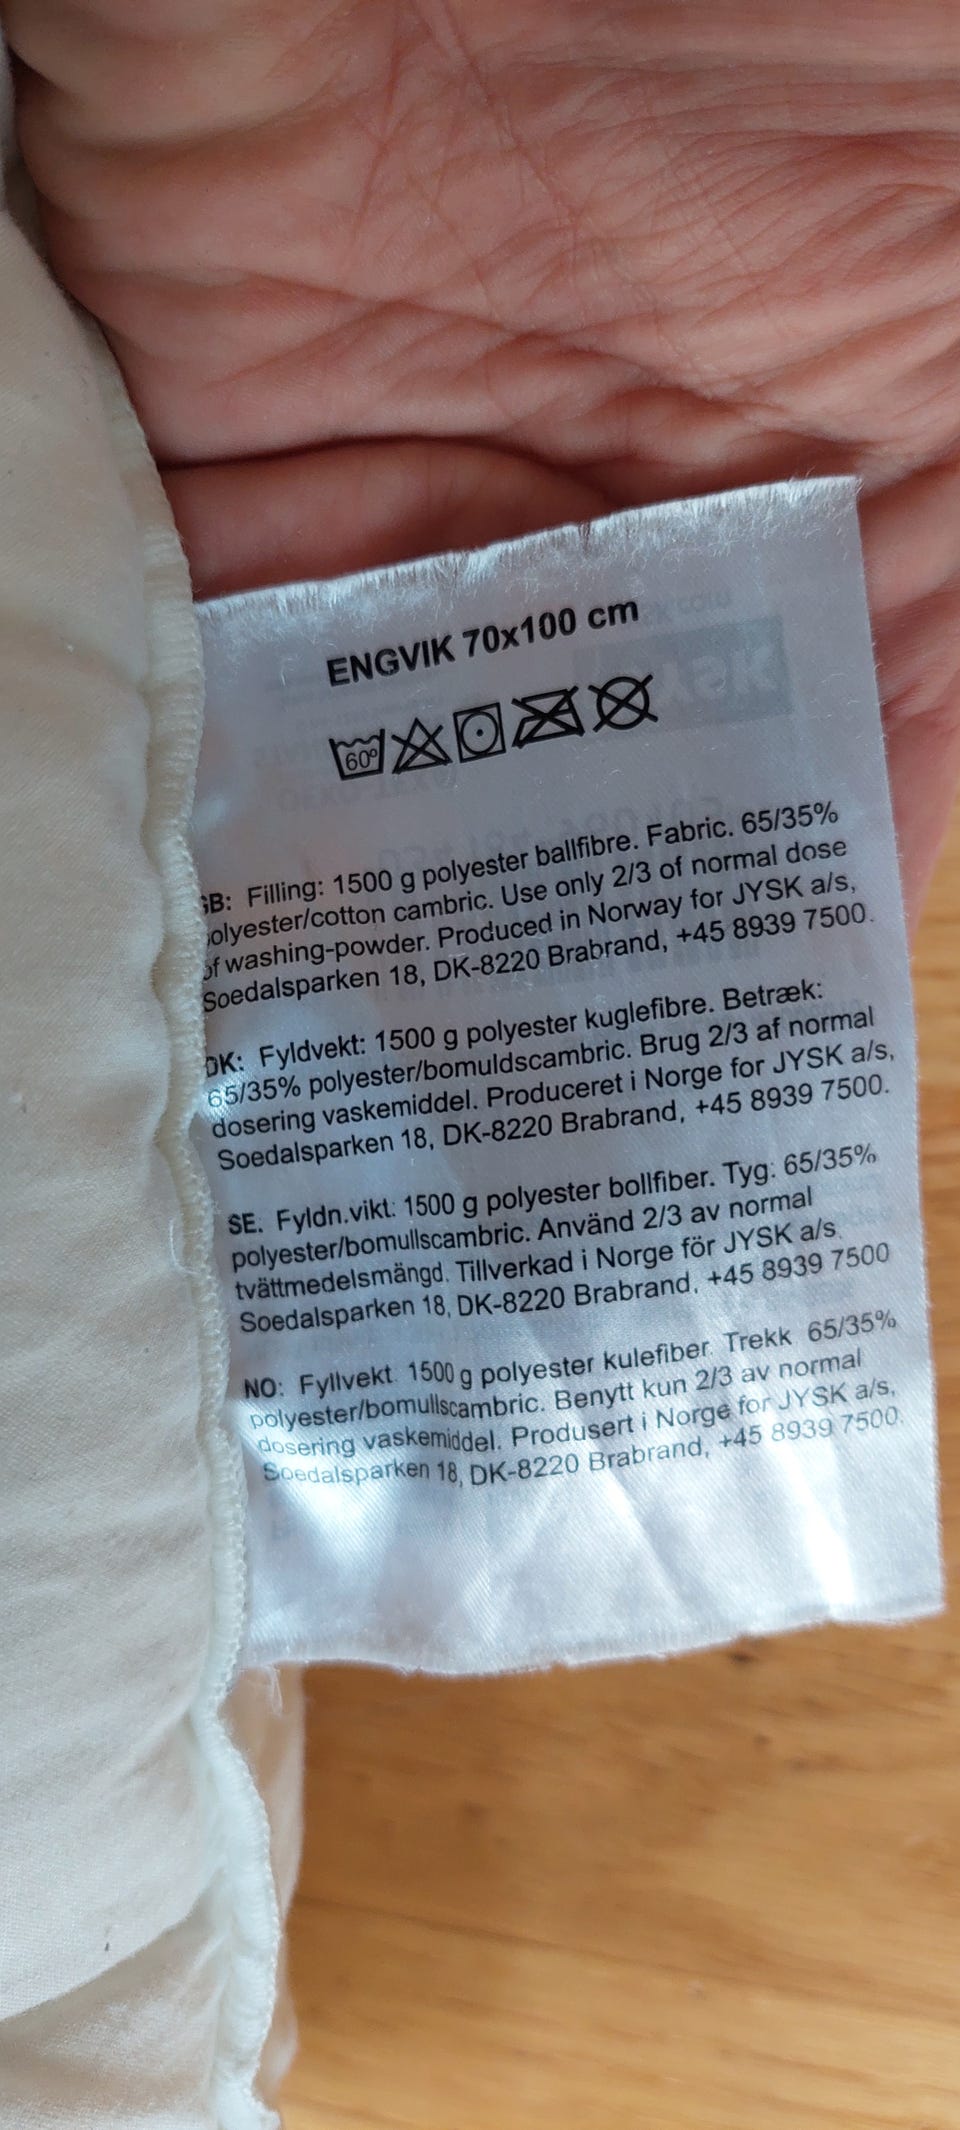 ENGVIK 70x100 cm
60°
GB: Filling: 1500 g polyester ballfibre. Fabric. 65/35%
polyester/cotton cambric. Use only 2/3 of normal dose
of washing-powder. Produced in Norway for JYSK a/s,
Soedalsparken 18, DK-8220 Brabrand, +45 8939 7500.
DK: Fyldvekt: 1500 g polyester kuglefibre. Betræk:
65/35% polyester/bomuldscambric. Brug 2/3 af normal
dosering vaskemiddel. Produceret i Norge for JYSK a/s,
Soedalsparken 18, DK-8220 Brabrand, +45 8939 7500.
SE. Fyldn.vikt: 1500 g polyester bollfiber. Tyg: 65/35%
polyester/bomullscambric. Använd 2/3 av normal
tvättmedelsmängd. Tillverkad i Norge för JYSK a/s
Soedalsparken 18, DK-8220 Brabrand, +45 8939 7500
NO: Fyllvekt 1500 g polyester kulefiber. Trekk 65/35%
polyester/bomullscambric. Benytt kun 2/3 av normal
dosering vaskemiddel. Produsert i Norge for JYSK a/s,
Soedalsparken 18, DK-8220 Brabrand, +45 8939 7500.